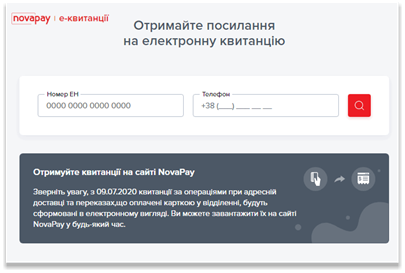 novapay | е-квитанції
Отримайте посилання
на електронну квитанцію
Номер ЕН
0000 0000 0000 0000
Телефон
+38 (___) ___ __ __
Отримуйте квитанції на сайті NovaPay
Зверніть увагу, з 09.07.2020 квитанції за операціями при адресній
доставці та переказах,що оплачені карткою у відділенні, будуть
сформовані в електронному вигляді. Ви можете завантажити їх на сайті
NovaPay у будь-який час.